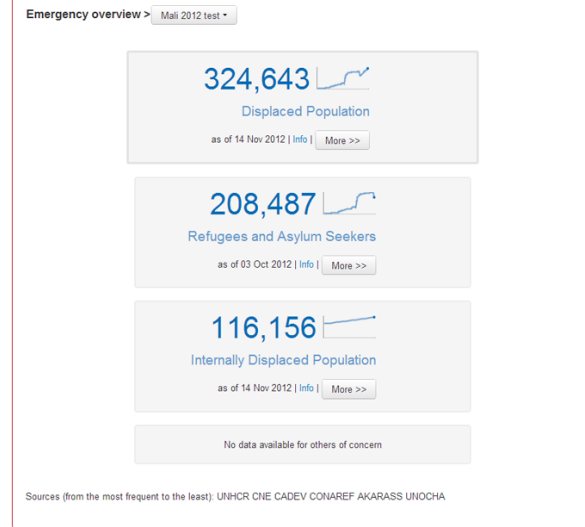 Emergency overview > Mali 2012 test
324,643
Displaced Population
as of 14 Nov 2012 | Info | More >>
208,487
Refugees and Asylum Seekers
as of 03 Oct 2012 | Info | More >>
116,156
Internally Displaced Population
as of 14 Nov 2012 | Info | More >>
No data available for others of concern
Sources (from the most frequent to the least): UNHCR CNE CADEV CONAREF AKARASS UNOCHA